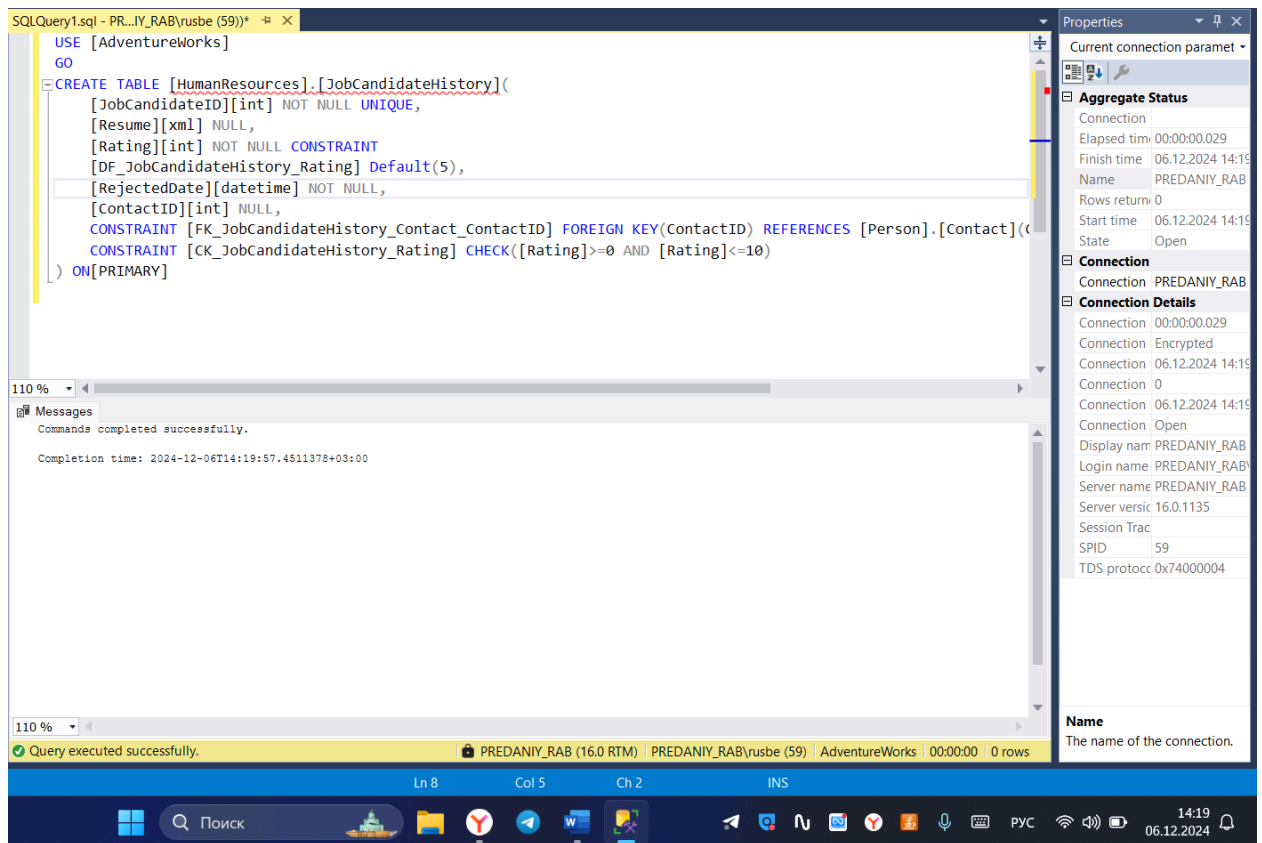 SQLQuery1.sql - PR...IY_RAB\rusbe (59))*
USE [AdventureWorks]
GO
CREATE TABLE [HumanResources].[JobCandidateHistory](
[JobCandidateID][int] NOT NULL UNIQUE,
[Resume][xml] NULL,
[Rating][int] NOT NULL CONSTRAINT
[DF_JobCandidateHistory_Rating] Default(5),
[RejectedDate][datetime] NOT NULL,
[ContactID][int] NULL,
CONSTRAINT [FK_JobCandidateHistory_Contact_ContactID] FOREIGN KEY(ContactID) REFERENCES [Person].[Contact](
CONSTRAINT [CK_JobCandidateHistory_Rating] CHECK([Rating]>=0 AND [Rating]<=10)
) ON[PRIMARY]
110 %
Messages
Commands completed successfully.
Completion time: 2024-12-06T14:19:57.4511378+03:00
110 %
Query executed successfully.
PREDANIY_RAB (16.0 RTM)
PREDANIY_RAB\rusbe (59)
AdventureWorks
00:00:00
0 rows
Properties
Current connection paramet
Aggregate Status
Connection
Elapsed tim 00:00:00.029
Finish time 06.12.2024 14:19
Name PREDANIY_RAB
Rows return 0
Start time 06.12.2024 14:19
State Open
Connection
Connection PREDANIY_RAB
Connection Details
Connection 00:00:00.029
Connection Encrypted
Connection 06.12.2024 14:19
Connection 0
Connection 06.12.2024 14:19
Connection Open
Display nam PREDANIY_RAB
Login name PREDANIY_RAB\
Server name PREDANIY_RAB
Server versic 16.0.1135
Session Trac
SPID 59
TDS protocc 0x74000004
Name
The name of the connection.
Ln 8
Col 5
Ch 2
INS
Поиск
РУС
14:19
06.12.2024